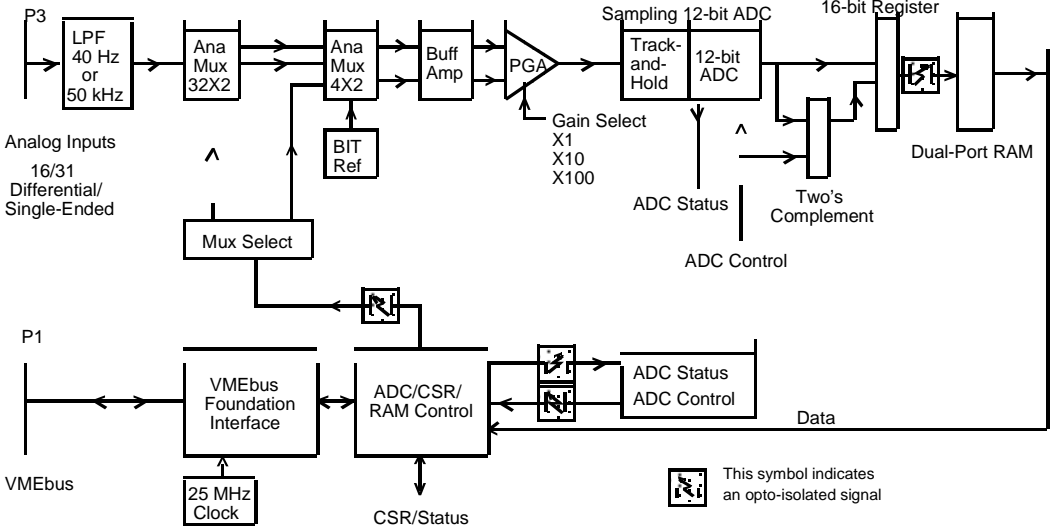 P3
LPF
40 Hz
or
50 kHz
Ana
Mux
32X2
Ana
Mux
4X2
Buff
Amp
PGA
Sampling 12-bit ADC
Track-
and-
Hold
12-bit
ADC
16-bit Register
Dual-Port RAM
Analog Inputs
16/31
Differential/
Single-Ended
BIT
Ref
Gain Select
X1
X10
X100
ADC Status
Two's
Complement
ADC Control
Mux Select
P1
VMEbus
VMEbus
Foundation
Interface
ADC/CSR/
RAM Control
ADC Status
ADC Control
Data
25 MHz
Clock
CSR/Status
This symbol indicates
an opto-isolated signal